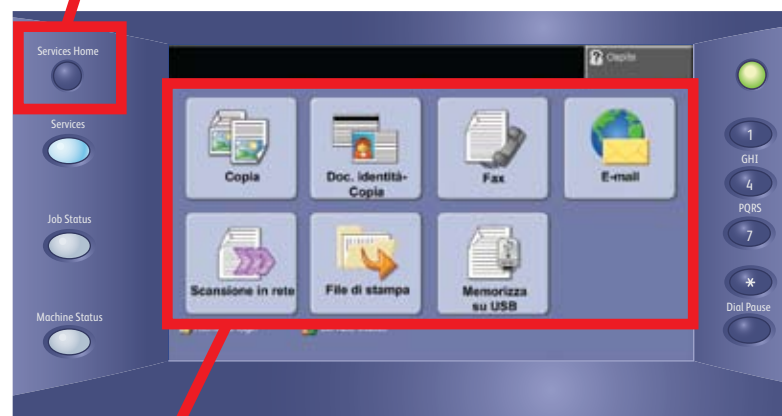 Services Home
Ospite
Services
Job Status
Machine Status
Copia
Doc. identità-
Copia
Fax
E-mail
Scansione in rete
File di stampa
Memorizza
su USB
1
GHI
4
PQRS
7
*
Dial Pause